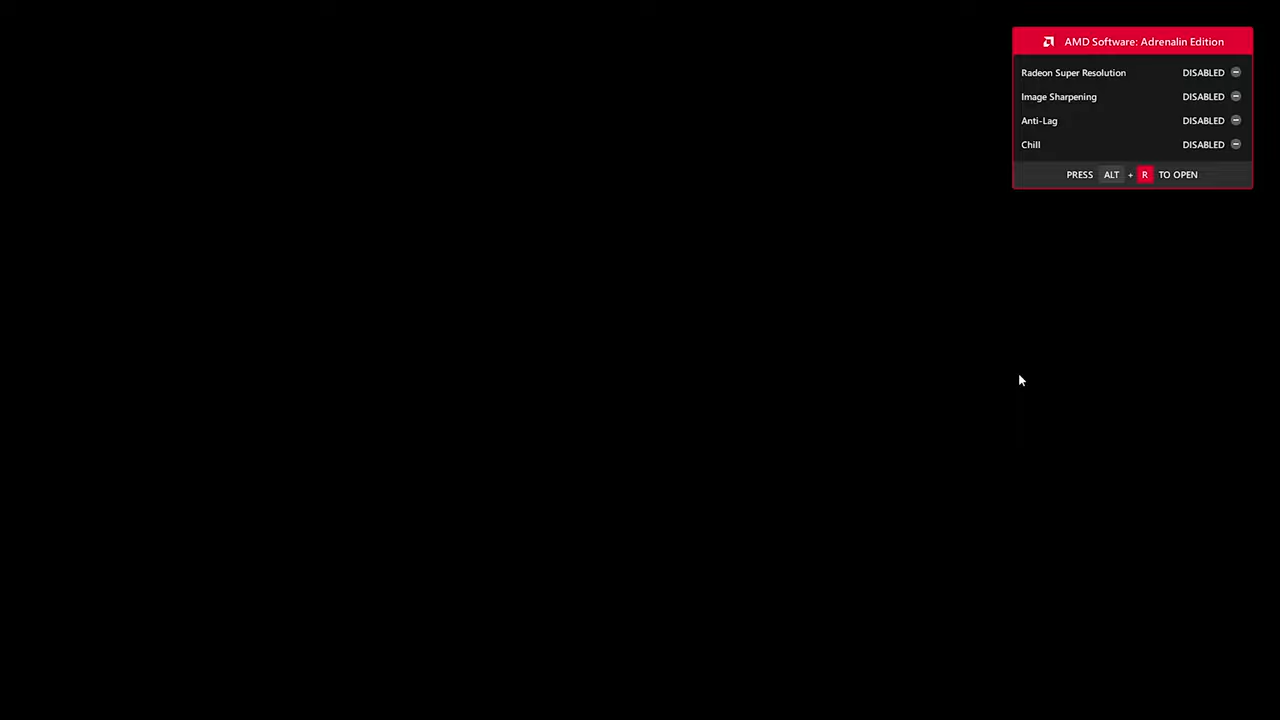 AMD Software: Adrenalin Edition
Radeon Super Resolution DISABLED
Image Sharpening DISABLED
Anti-Lag DISABLED
Chill DISABLED
PRESS ALT + R TO OPEN